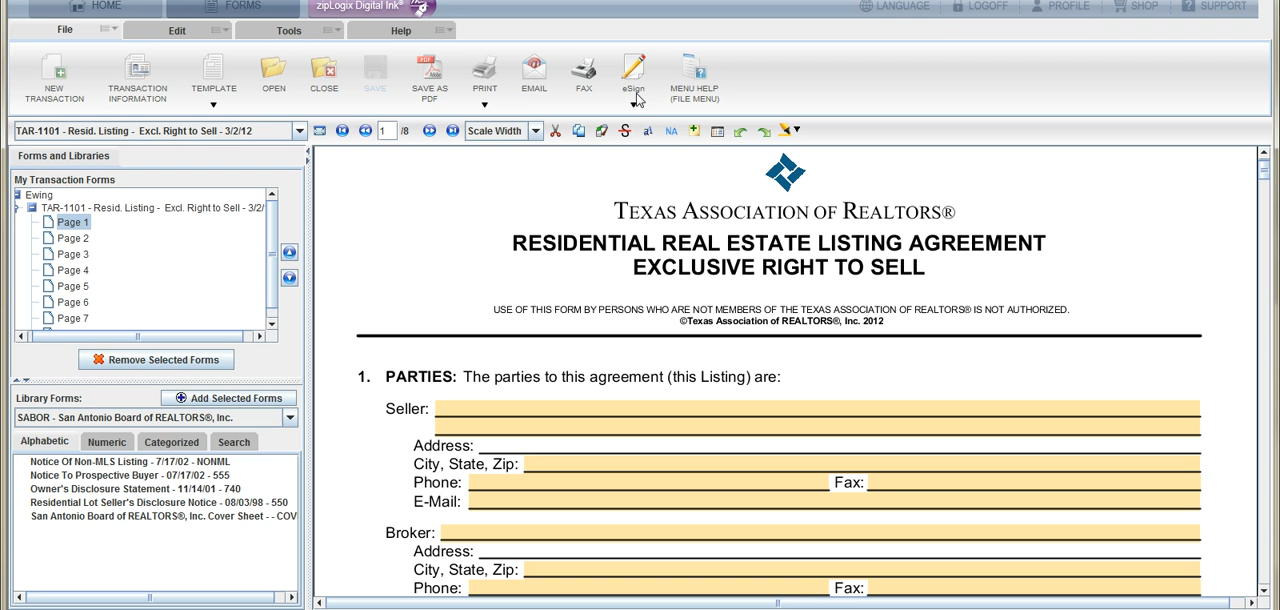 HOME
FORMS
zipLogix Digital Ink®
LANGUAGE
LOGOFF
PROFILE
SHOP
SUPPORT
File
Edit
Tools
Help
NEW TRANSACTION
TRANSACTION INFORMATION
TEMPLATE
OPEN
CLOSE
SAVE
SAVE AS PDF
PRINT
EMAIL
FAX
eSign
MENU HELP (FILE MENU)
TAR-1101 - Resid. Listing - Excl. Right to Sell - 3/2/12
1 /8
Scale Width
NA
Forms and Libraries
My Transaction Forms
Ewing
TAR-1101 - Resid. Listing - Excl. Right to Sell - 3/2/
Page 1
Page 2
Page 3
Page 4
Page 5
Page 6
Page 7
Remove Selected Forms
Library Forms:
Add Selected Forms
SABOR - San Antonio Board of REALTORS®, Inc.
Alphabetic
Numeric
Categorized
Search
Notice Of Non-MLS Listing - 7/17/02 - NONML
Notice To Prospective Buyer - 07/17/02 - 555
Owner's Disclosure Statement - 11/14/01 - 740
Residential Lot Seller's Disclosure Notice - 08/03/98 - 550
San Antonio Board of REALTORS®, Inc. Cover Sheet - - COV
TEXAS ASSOCIATION OF REALTORS®
RESIDENTIAL REAL ESTATE LISTING AGREEMENT
EXCLUSIVE RIGHT TO SELL
USE OF THIS FORM BY PERSONS WHO ARE NOT MEMBERS OF THE TEXAS ASSOCIATION OF REALTORS® IS NOT AUTHORIZED.
©Texas Association of REALTORS®, Inc. 2012
1. PARTIES: The parties to this agreement (this Listing) are:
Seller:
Address:
City, State, Zip:
Phone: Fax:
E-Mail:
Broker:
Address:
City, State, Zip:
Phone: Fax: